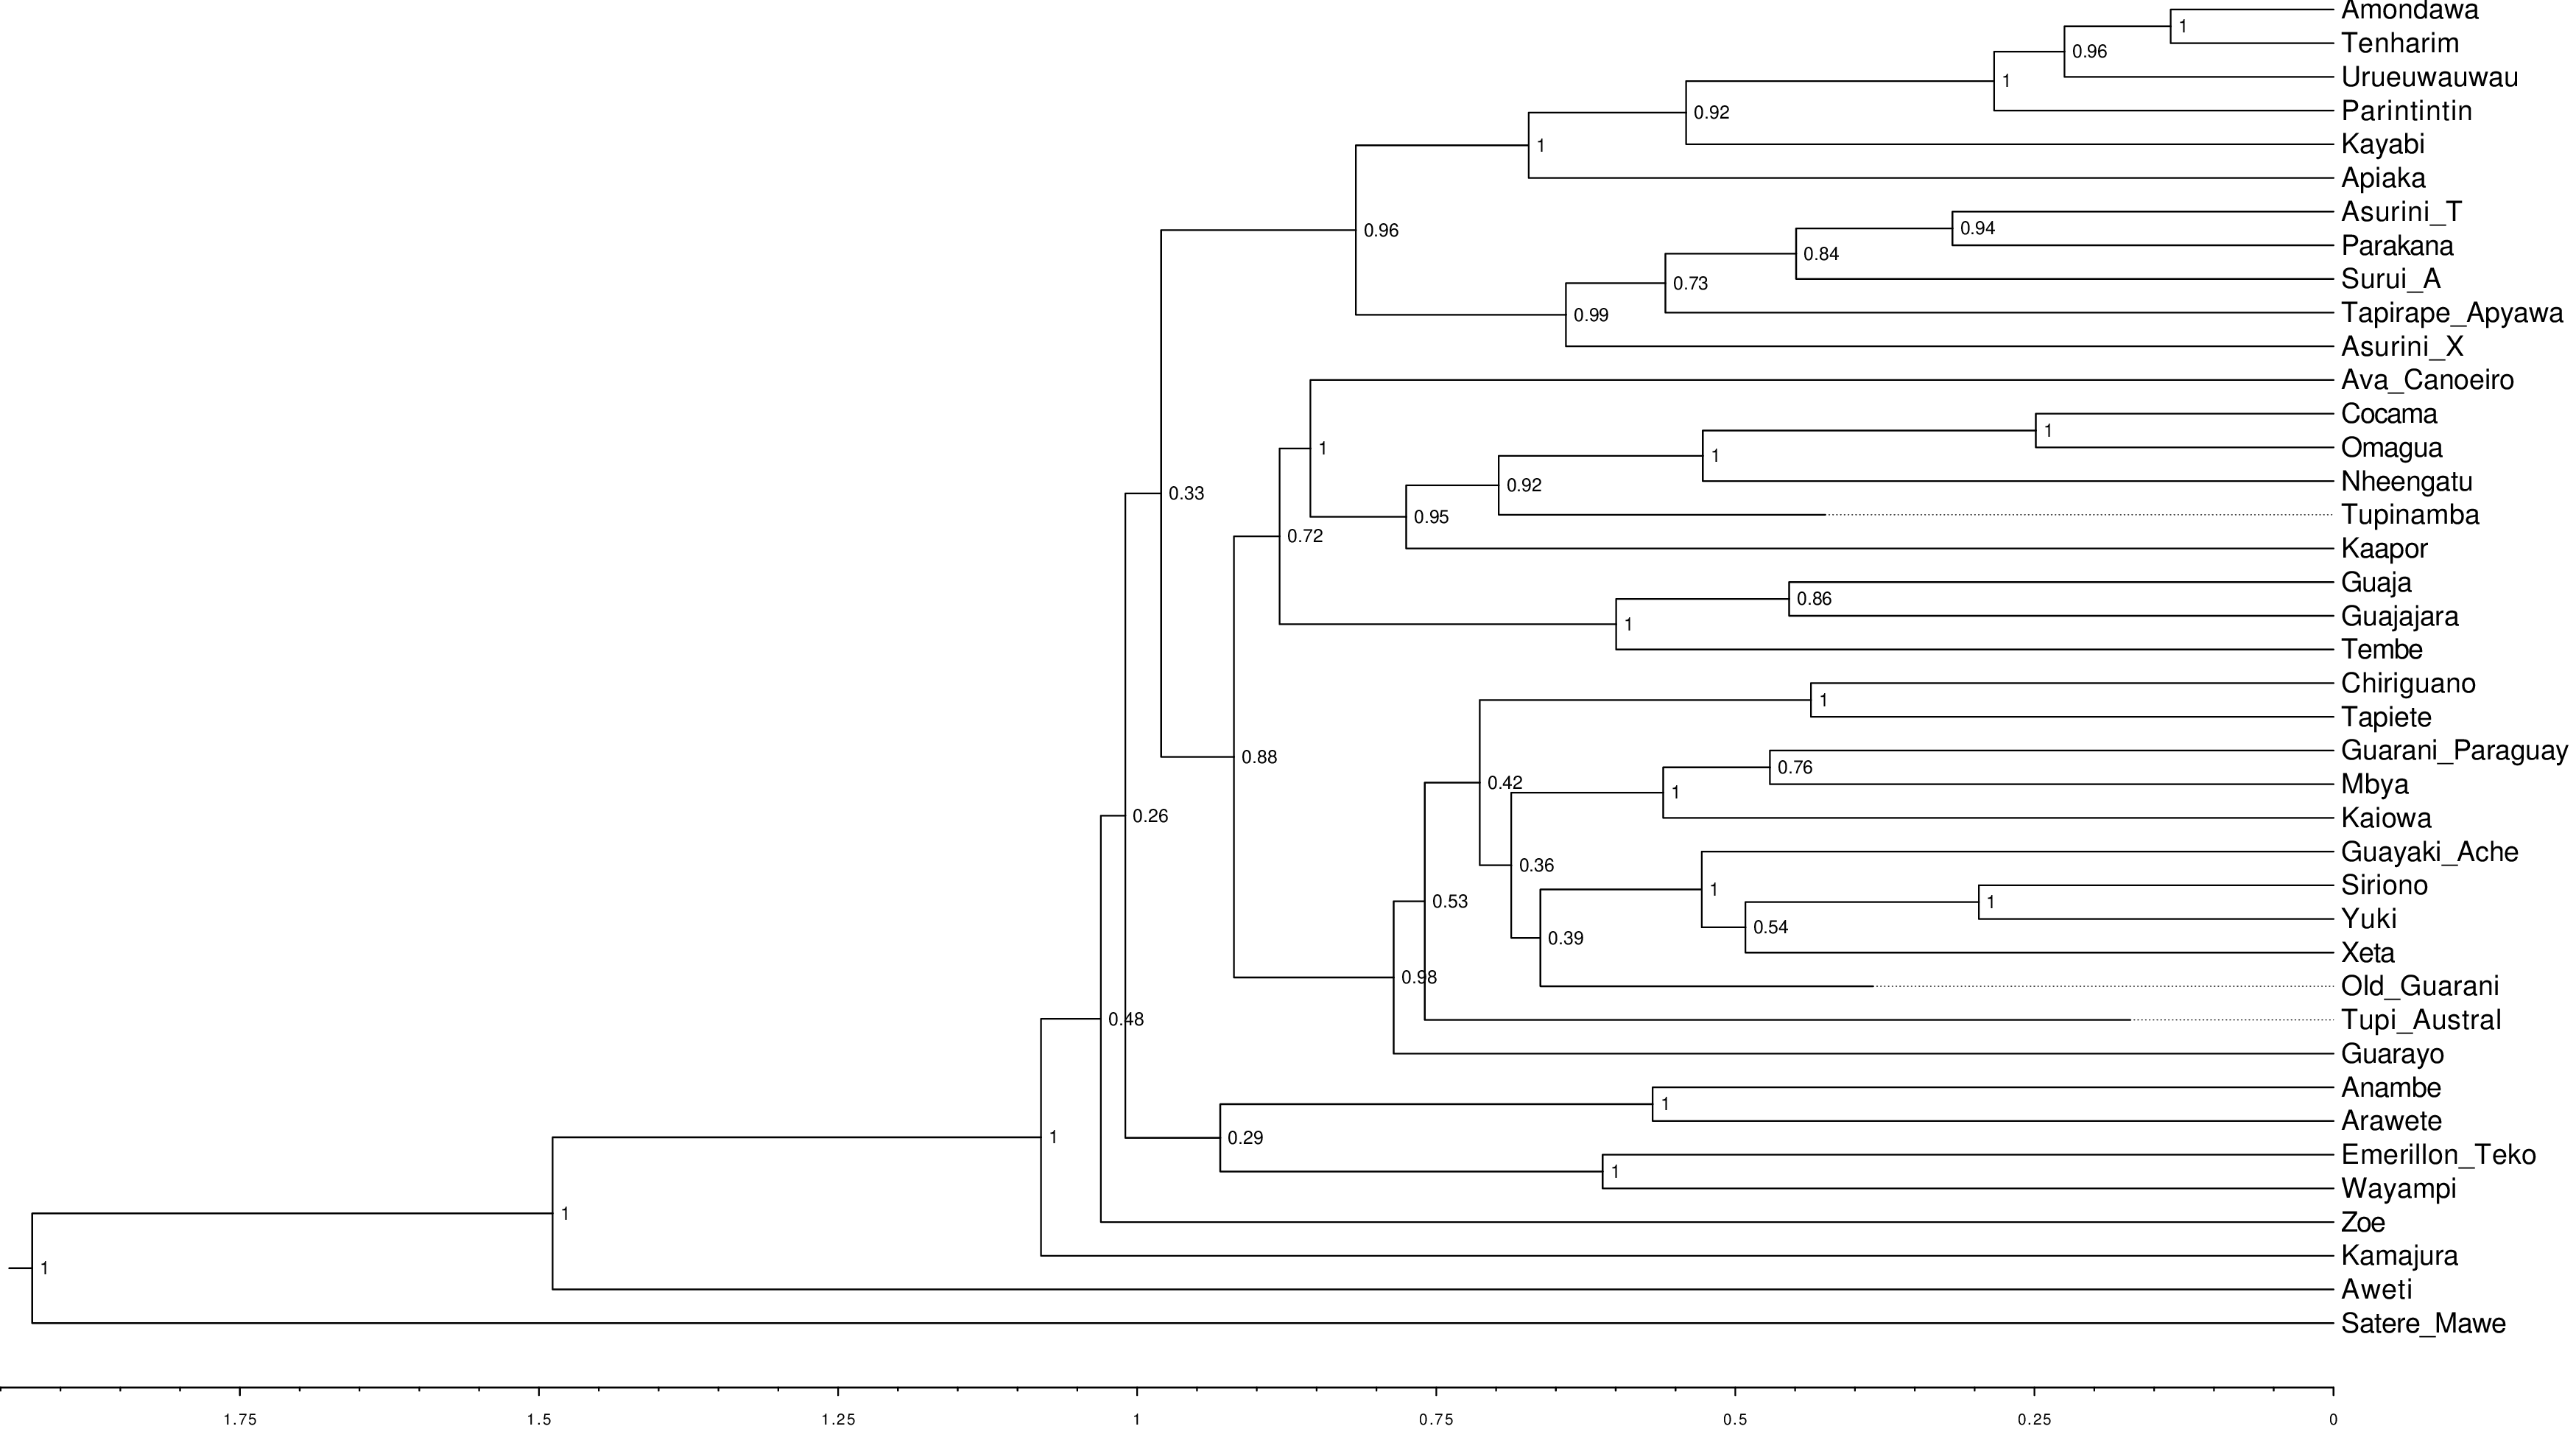 Amondawa
1
Tenharim
0.96
Urueuwauwau
1
Parintintin
0.92
Kayabi
1
Apiaka
Asurini_T
0.94
0.96
Parakana
0.84
Surui_A
0.73
Tapirape_Apyawa
0.99
Asurini_X
Ava_Canoeiro
Cocama
1
1
Omagua
1
Nheengatu
0.92
0.33
Tupinamba
0.95
0.72
Kaapor
Guaja
0.86
Guajajara
1
Tembe
Chiriguano
1
Tapiete
Guarani_Paraguay
0.88
0.76
Mbya
0.42
1
Kaiowa
0.26
Guayaki_Ache
0.36
Siriono
1
1
0.53
Yuki
0.54
0.39
Xeta
0.98
Old_Guarani
Tupi_Austral
0.48
Guarayo
Anambe
1
Arawete
1
0.29
Emerillon_Teko
1
Wayampi
1
Zoe
Kamajura
1
Aweti
Satere_Mawe
1.75 1.5 1.25 1 0.75 0.5 0.25 0